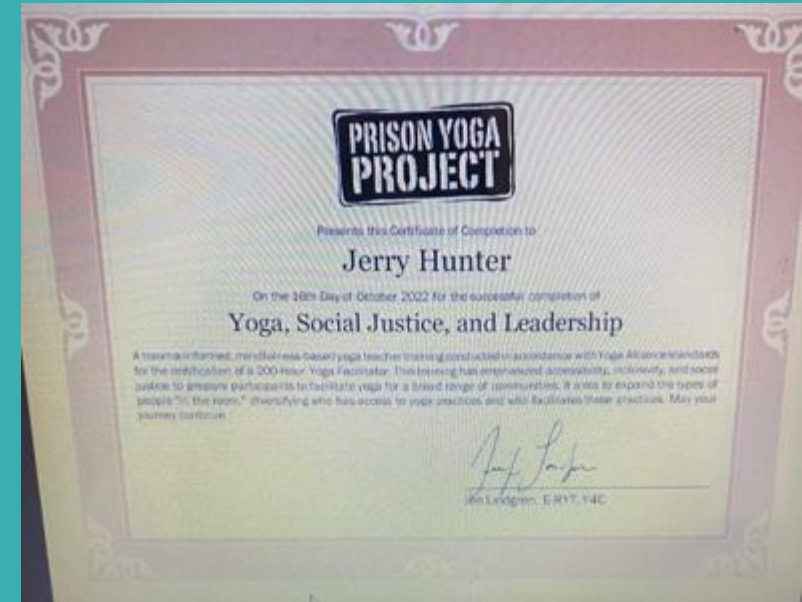 PRISON YOGA
PROJECT
Presents this Certificate of Completion to
Jerry Hunter
On the 16th Day of October 2022 for the successful completion of
Yoga, Social Justice, and Leadership
A trauma-informed, mindfulness-based yoga teacher training conducted in accordance with Yoga Alliance standards
for the certification of a 200-Hour Yoga Facilitator. This training has emphasized accessibility, inclusivity, and social
justice to prepare participants to facilitate yoga for a broad range of communities. It aims to expand the types of
people "in the room," diversifying who has access to yoga practices and who facilitates these practices. May your
journey continue.
Jen Lindgren, E-RYT, Y4C